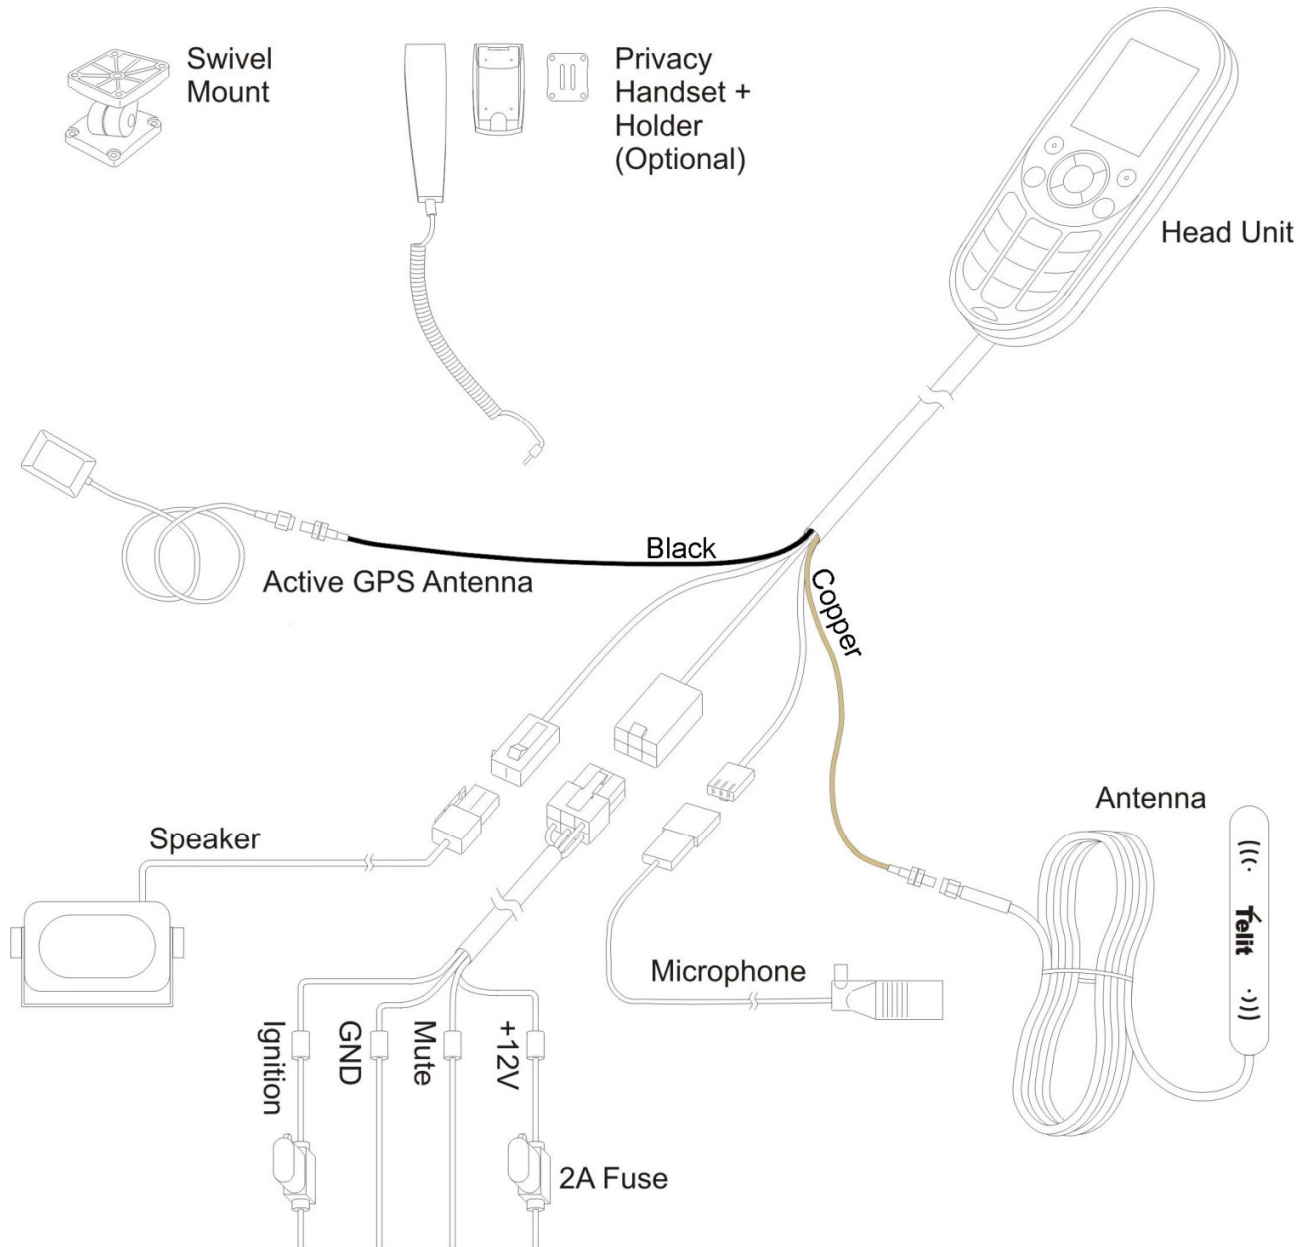 Swivel
Mount
Privacy
Handset +
Holder
(Optional)
Head Unit
Black
Active GPS Antenna
Copper
Antenna
Speaker
Telit
Microphone
Ignition
GND
Mute
+12V
2A Fuse